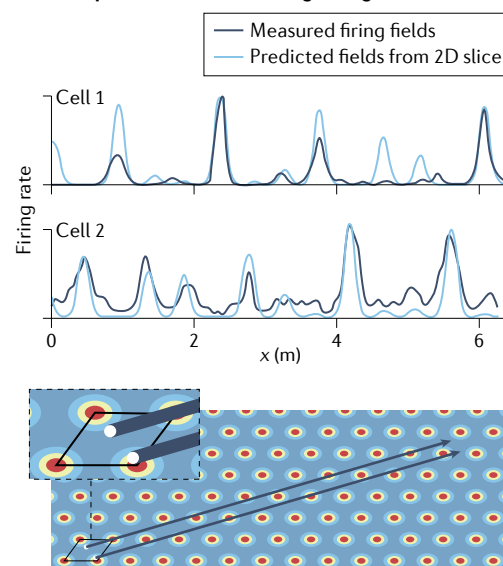 Measured firing fields
Predicted fields from 2D slice
Cell 1
Firing rate
Cell 2
0
2
4
6
x (m)